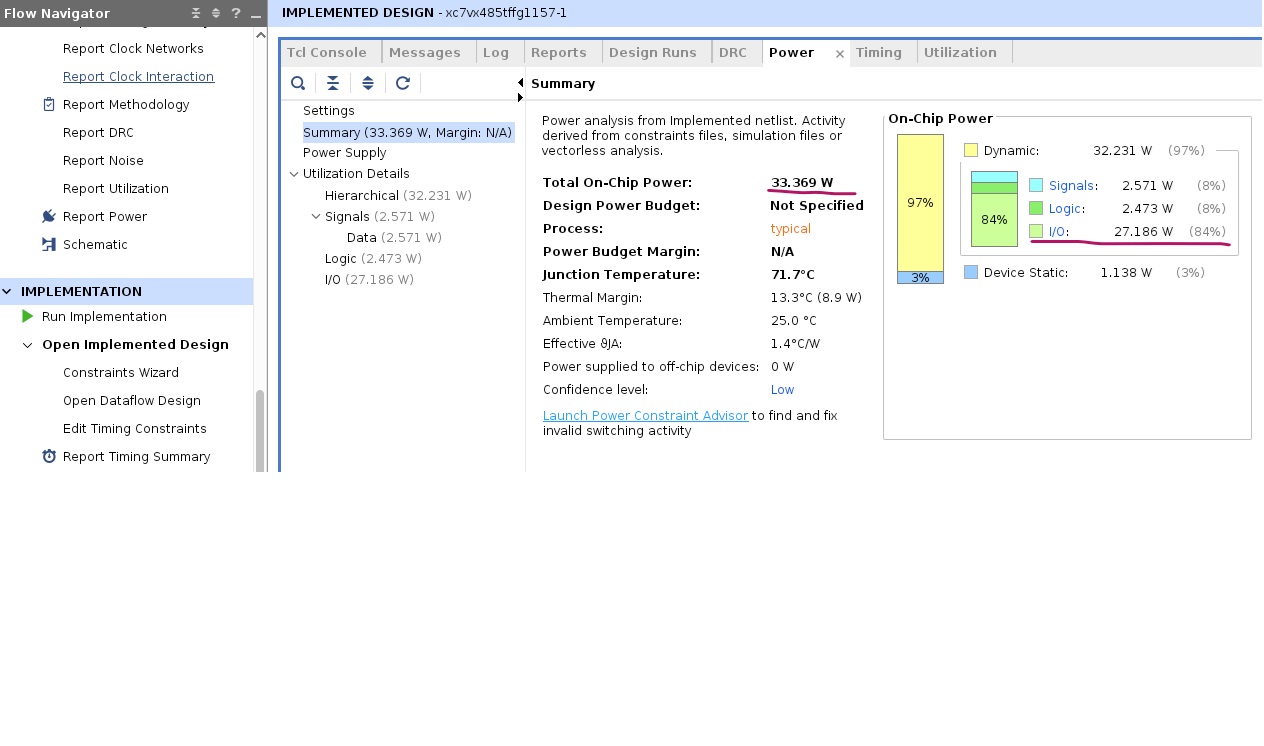 Flow Navigator ?
Report Clock Networks
Report Clock Interaction
Report Methodology
Report DRC
Report Noise
Report Utilization
Report Power
Schematic
IMPLEMENTATION
Run Implementation
Open Implemented Design
Constraints Wizard
Open Dataflow Design
Edit Timing Constraints
Report Timing Summary
IMPLEMENTED DESIGN - xc7vx485tffg1157-1
Tcl Console Messages Log Reports Design Runs DRC Power × Timing Utilization
Settings
Summary (33.369 W, Margin: N/A)
Power Supply
Utilization Details
Hierarchical (32.231 W)
Signals (2.571 W)
Data (2.571 W)
Logic (2.473 W)
I/O (27.186 W)
Summary
Power analysis from Implemented netlist. Activity
derived from constraints files, simulation files or
vectorless analysis.
Total On-Chip Power: 33.369 W
Design Power Budget: Not Specified
Process: typical
Power Budget Margin: N/A
Junction Temperature: 71.7°C
Thermal Margin: 13.3°C (8.9 W)
Ambient Temperature: 25.0 °C
Effective ϑJA: 1.4°C/W
Power supplied to off-chip devices: 0 W
Confidence level: Low
Launch Power Constraint Advisor to find and fix
invalid switching activity
On-Chip Power
97%
3%
Dynamic: 32.231 W (97%)
84%
Signals: 2.571 W (8%)
Logic: 2.473 W (8%)
I/O: 27.186 W (84%)
Device Static: 1.138 W (3%)